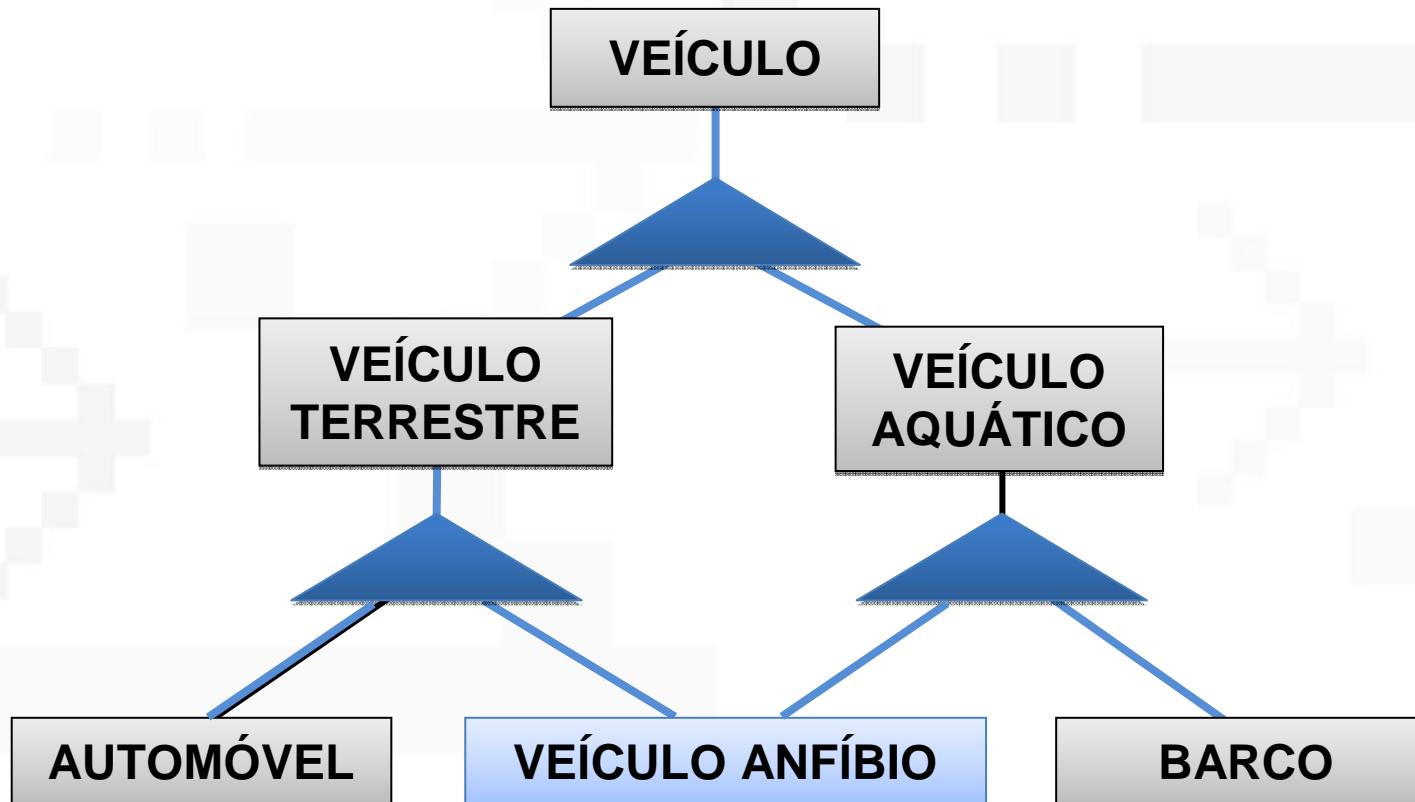 VEÍCULO
VEÍCULO
TERRESTRE
VEÍCULO
AQUÁTICO
AUTOMÓVEL
VEÍCULO ANFÍBIO
BARCO